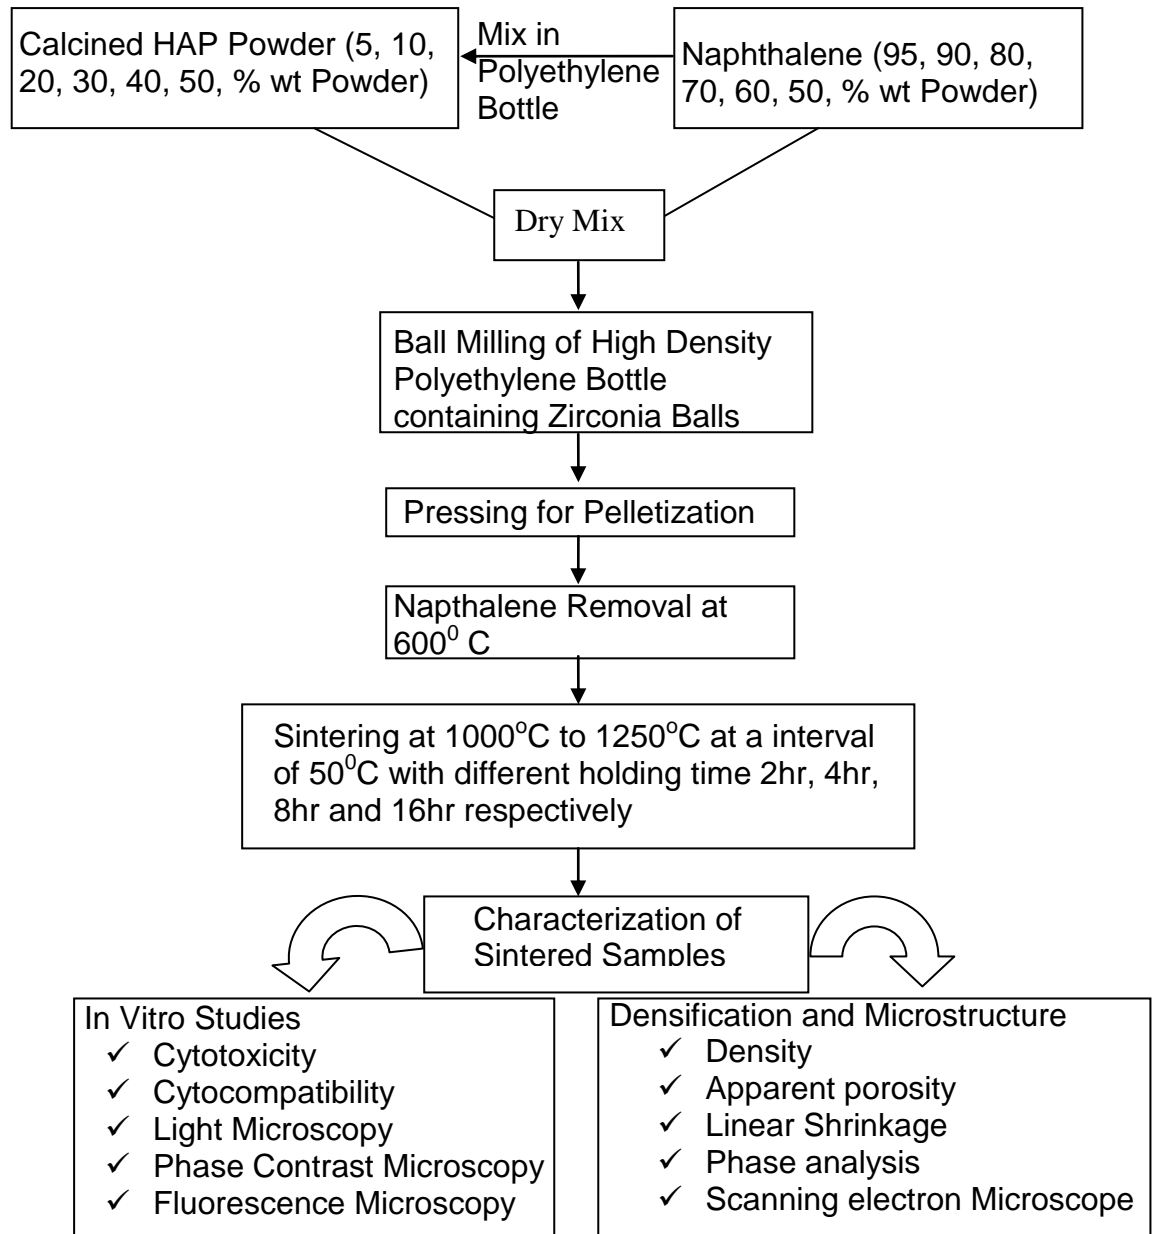 Calcined HAP Powder (5, 10,
20, 30, 40, 50, % wt Powder)
Mix in
Polyethylene
Bottle
Naphthalene (95, 90, 80,
70, 60, 50, % wt Powder)
Dry Mix
Ball Milling of High Density
Polyethylene Bottle
containing Zirconia Balls
Pressing for Pelletization
Napthalene Removal at
600⁰ C
Sintering at 1000ᵒC to 1250ᵒC at a interval
of 50⁰C with different holding time 2hr, 4hr,
8hr and 16hr respectively
Characterization of
Sintered Samples
In Vitro Studies
✓ Cytotoxicity
✓ Cytocompatibility
✓ Light Microscopy
✓ Phase Contrast Microscopy
✓ Fluorescence Microscopy
Densification and Microstructure
✓ Density
✓ Apparent porosity
✓ Linear Shrinkage
✓ Phase analysis
✓ Scanning electron Microscope